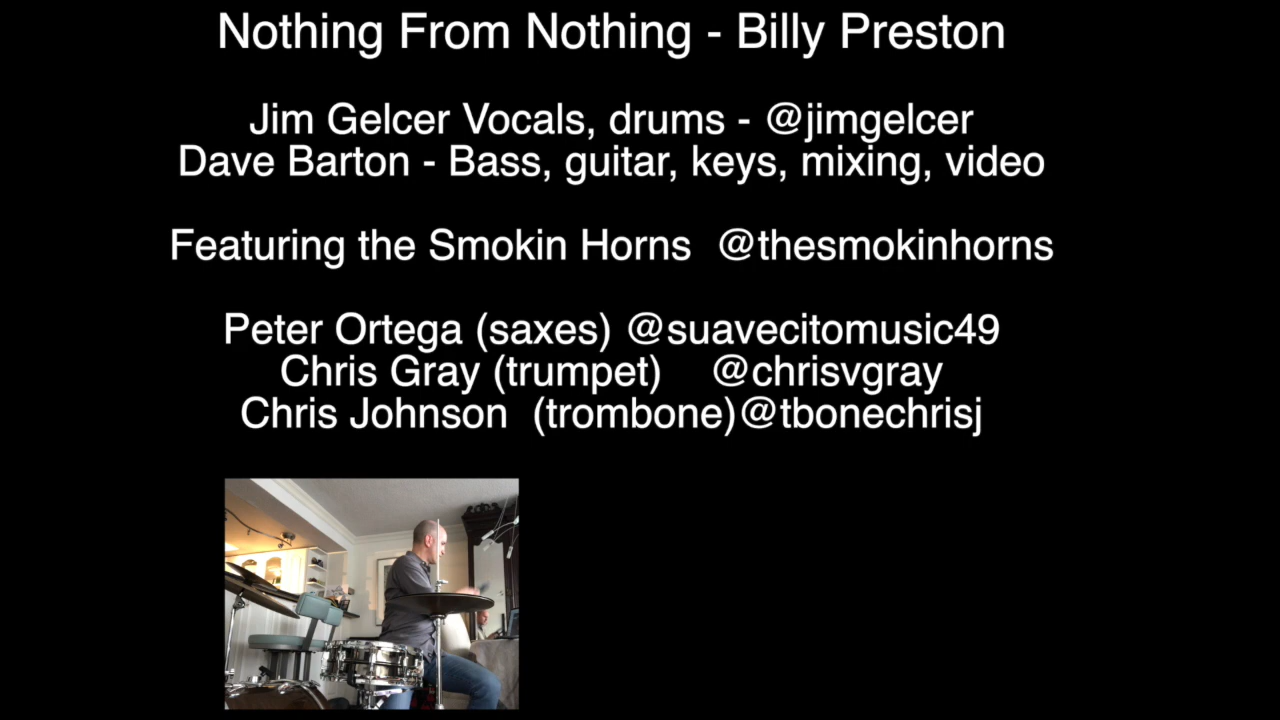 Nothing From Nothing - Billy Preston
Jim Gelcer Vocals, drums - @jimgelcer
Dave Barton - Bass, guitar, keys, mixing, video
Featuring the Smokin Horns @thesmokinhorns
Peter Ortega (saxes) @suavecitomusic49
Chris Gray (trumpet) @chrisvgray
Chris Johnson (trombone)@tbonechrisj